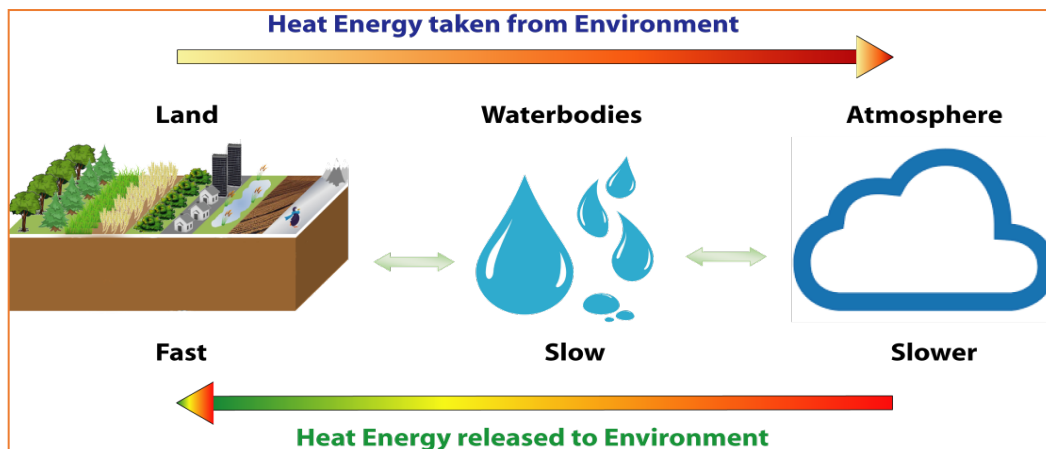 Heat Energy taken from Environment
Land Waterbodies Atmosphere
Fast Slow Slower
Heat Energy released to Environment